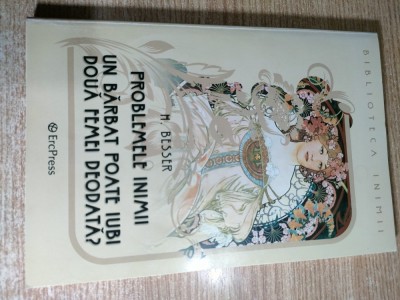 BIBLIOTECA INIMII
M. BESSER
PROBLEMELE INIMII
UN BĂRBAT POATE IUBI
DOUĂ FEMEI DEODATĂ?
ErcPress